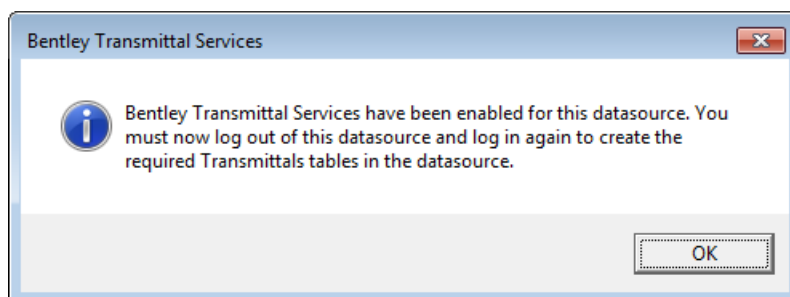 Bentley Transmittal Services
Bentley Transmittal Services have been enabled for this datasource. You
must now log out of this datasource and log in again to create the
required Transmittals tables in the datasource.
OK